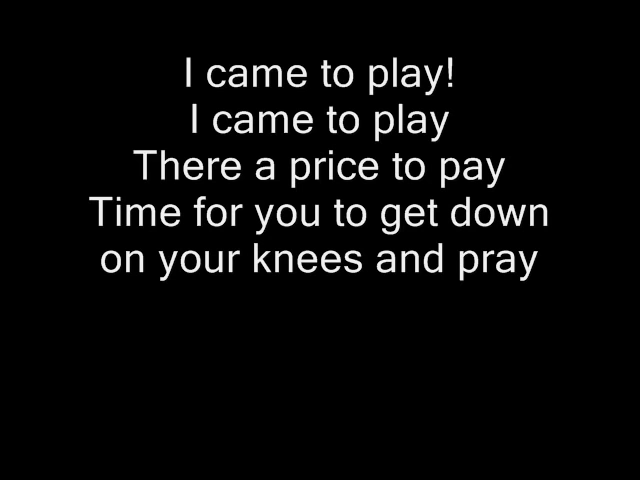 I came to play!
I came to play
There a price to pay
Time for you to get down
on your knees and pray